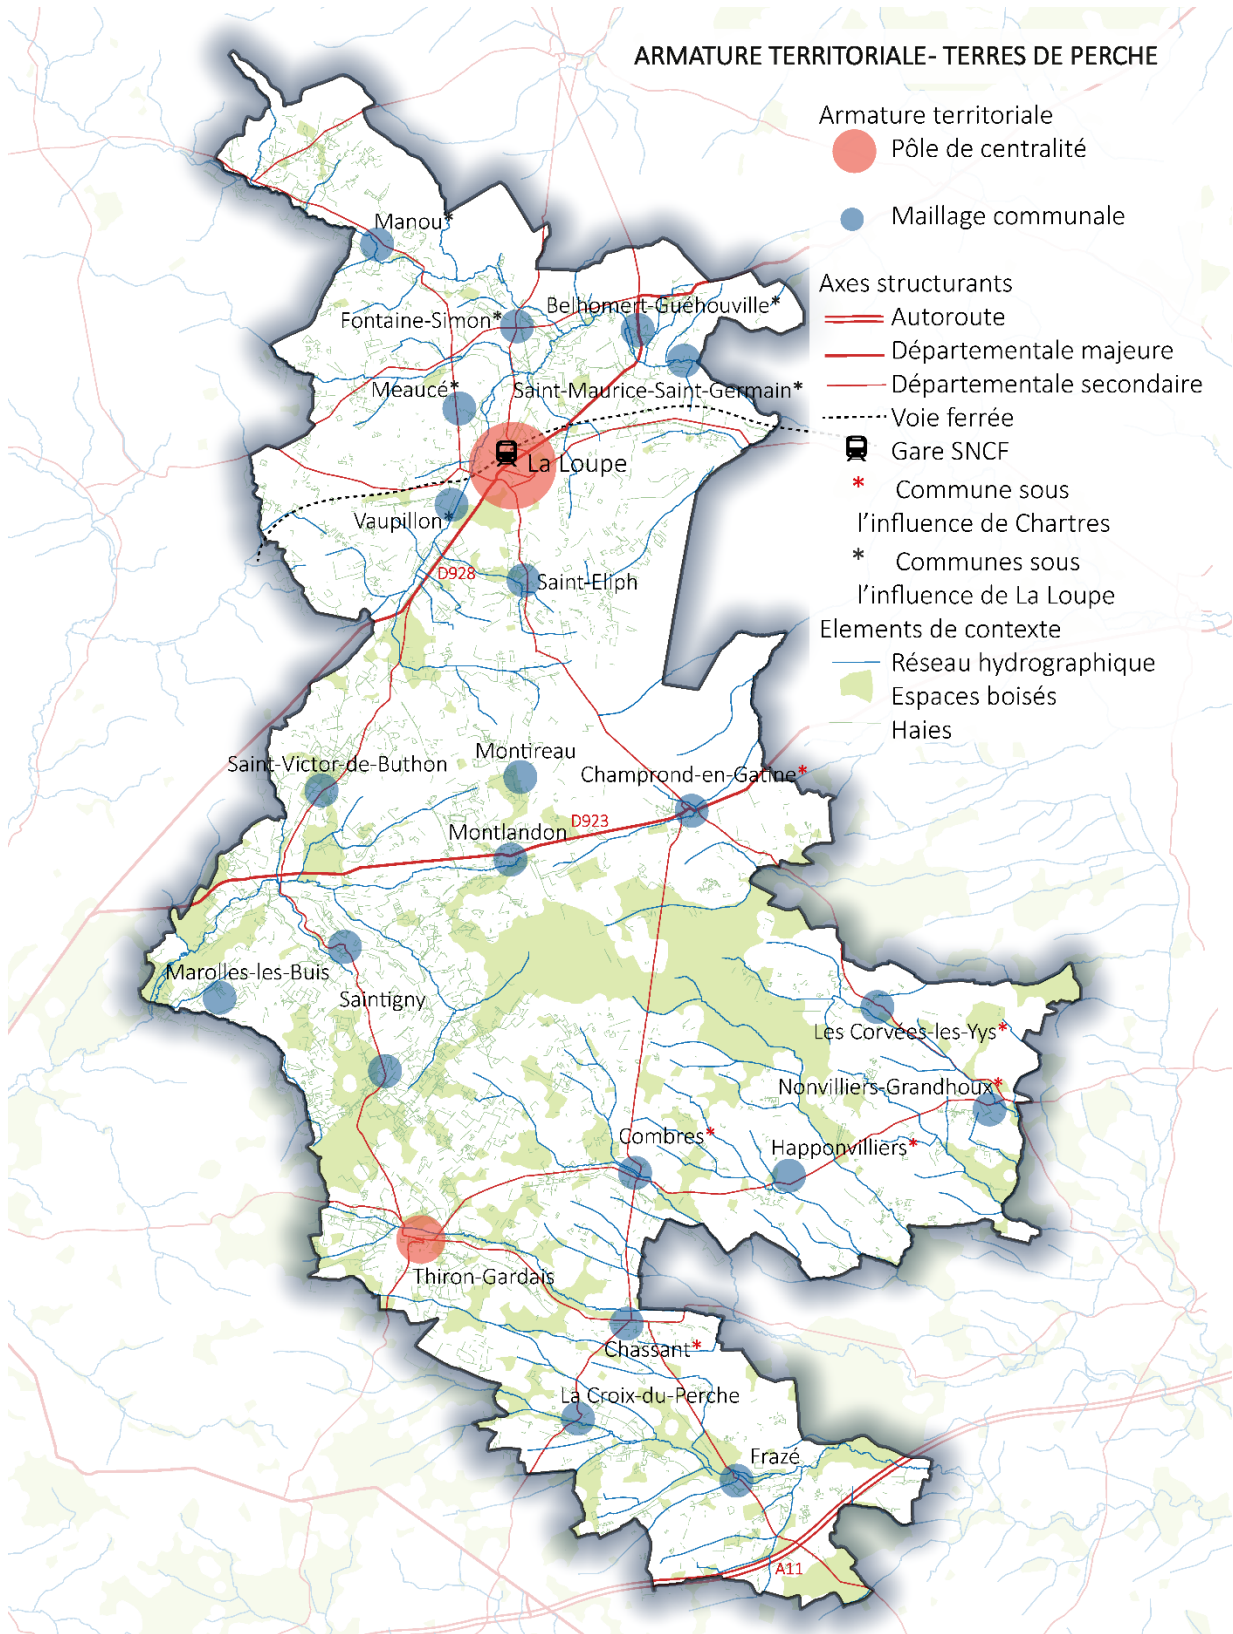 ARMATURE TERRITORIALE- TERRES DE PERCHE
Armature territoriale
Pôle de centralité
Maillage communale
Axes structurants
Autoroute
Départementale majeure
Départementale secondaire
Voie ferrée
Gare SNCF
* Commune sous
l'influence de Chartres
* Communes sous
l'influence de La Loupe
Elements de contexte
Réseau hydrographique
Espaces boisés
Haies
Manou*
Belhomert-Guéhouville*
Fontaine-Simon*
Meaucé*
Saint-Maurice-Saint-Germain*
La Loupe
Vaupillon*
D928
Saint-Eliph
Montireau
Saint-Victor-de-Buthon
Champrond-en-Gatine*
D923
Montlandon
Marolles-les-Buis
Saintigny
Les Corvées-les-Yys*
Nonvilliers-Grandhoux*
Combres*
Happonvilliers*
Thiron-Gardais
Chassant*
La Croix-du-Perche
Frazé
A11